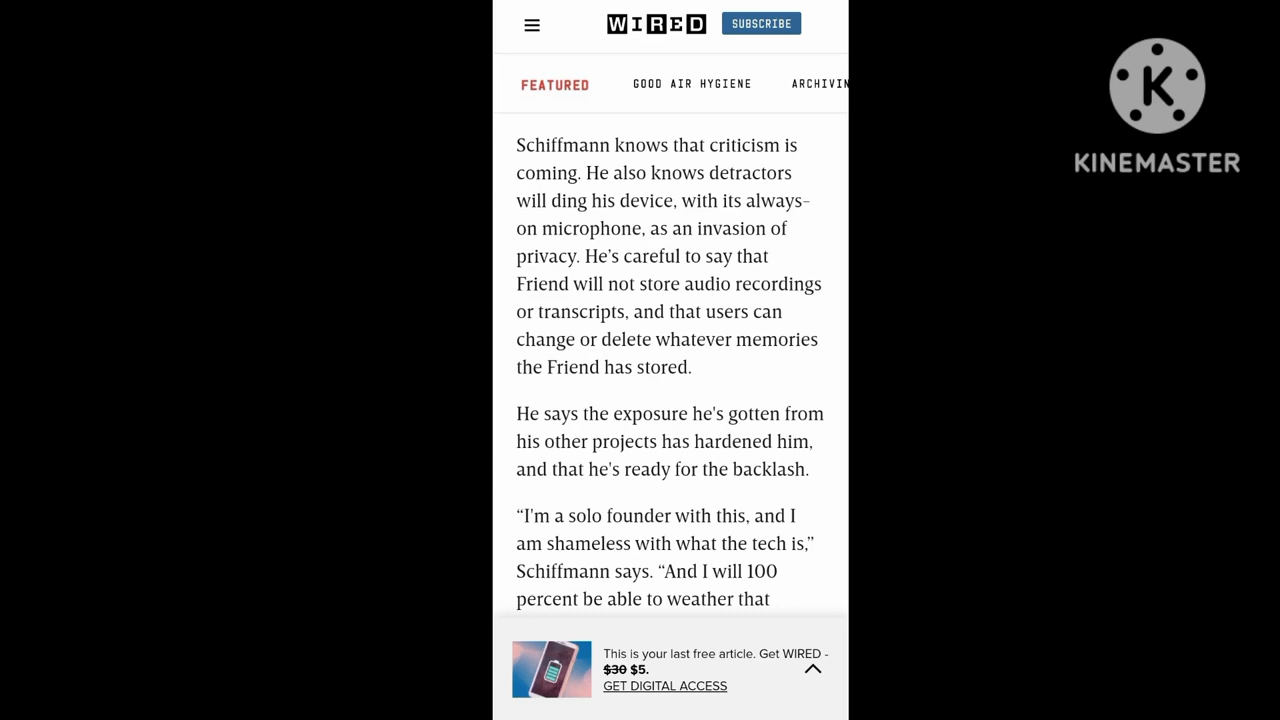 WIRED
SUBSCRIBE
FEATURED
GOOD AIR HYGIENE
ARCHIVIN
K
KINEMASTER
Schiffmann knows that criticism is
coming. He also knows detractors
will ding his device, with its always-
on microphone, as an invasion of
privacy. He’s careful to say that
Friend will not store audio recordings
or transcripts, and that users can
change or delete whatever memories
the Friend has stored.
He says the exposure he's gotten from
his other projects has hardened him,
and that he's ready for the backlash.
“I'm a solo founder with this, and I
am shameless with what the tech is,”
Schiffmann says. “And I will 100
percent be able to weather that
This is your last free article. Get WIRED -
$30 $5.
GET DIGITAL ACCESS